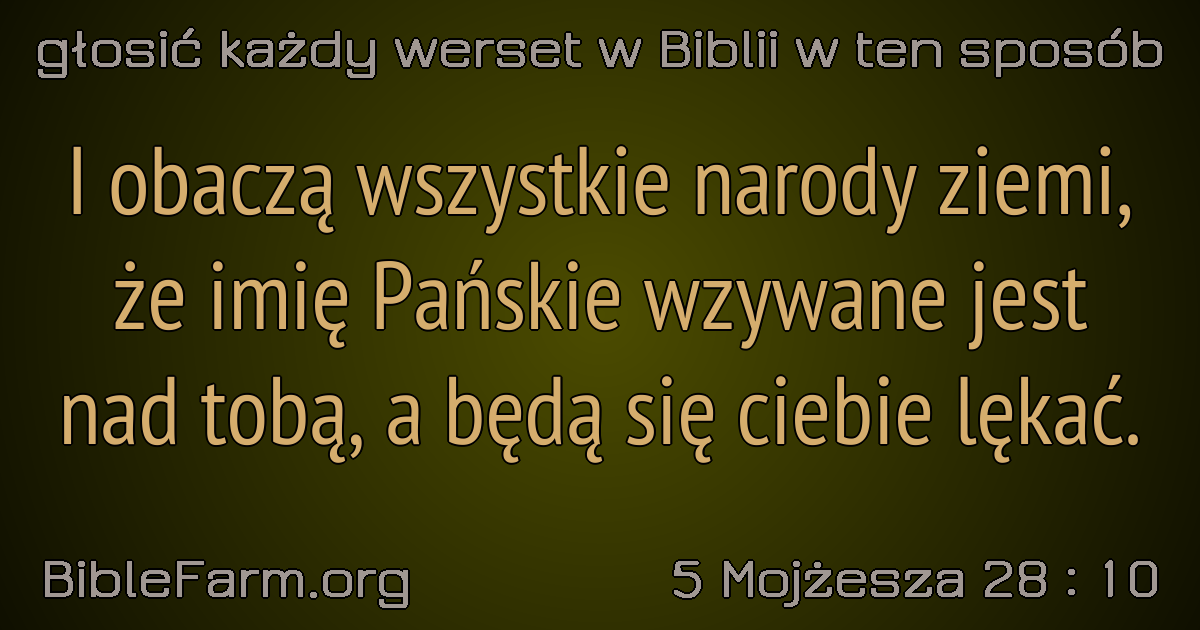 głosić każdy werset w Biblii w ten sposób
I obaczą wszystkie narody ziemi,
że imię Pańskie wzywane jest
nad tobą, a będą się ciebie lękać.
BibleFarm.org
5 Mojżesza 28 : 10